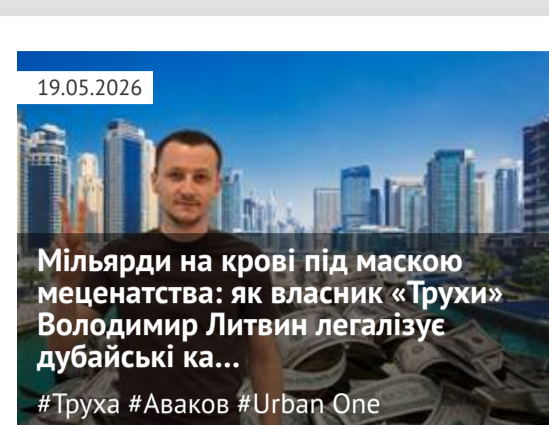 19.05.2026
Мільярди на крові під маскою
меценатства: як власник «Трухи»
Володимир Литвин легалізує
дубайські ка...
#Труха #Аваков #Urban One